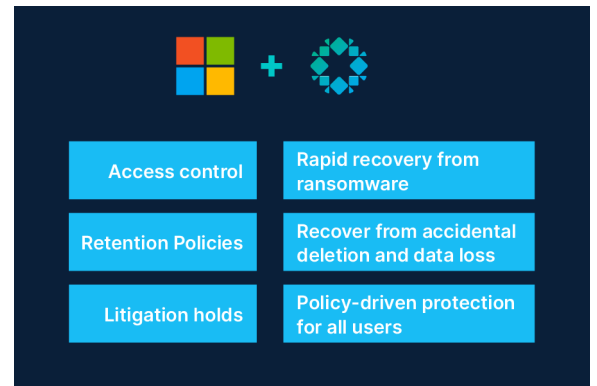 +
Access control
Rapid recovery from
ransomware
Retention Policies
Recover from accidental
deletion and data loss
Litigation holds
Policy-driven protection
for all users